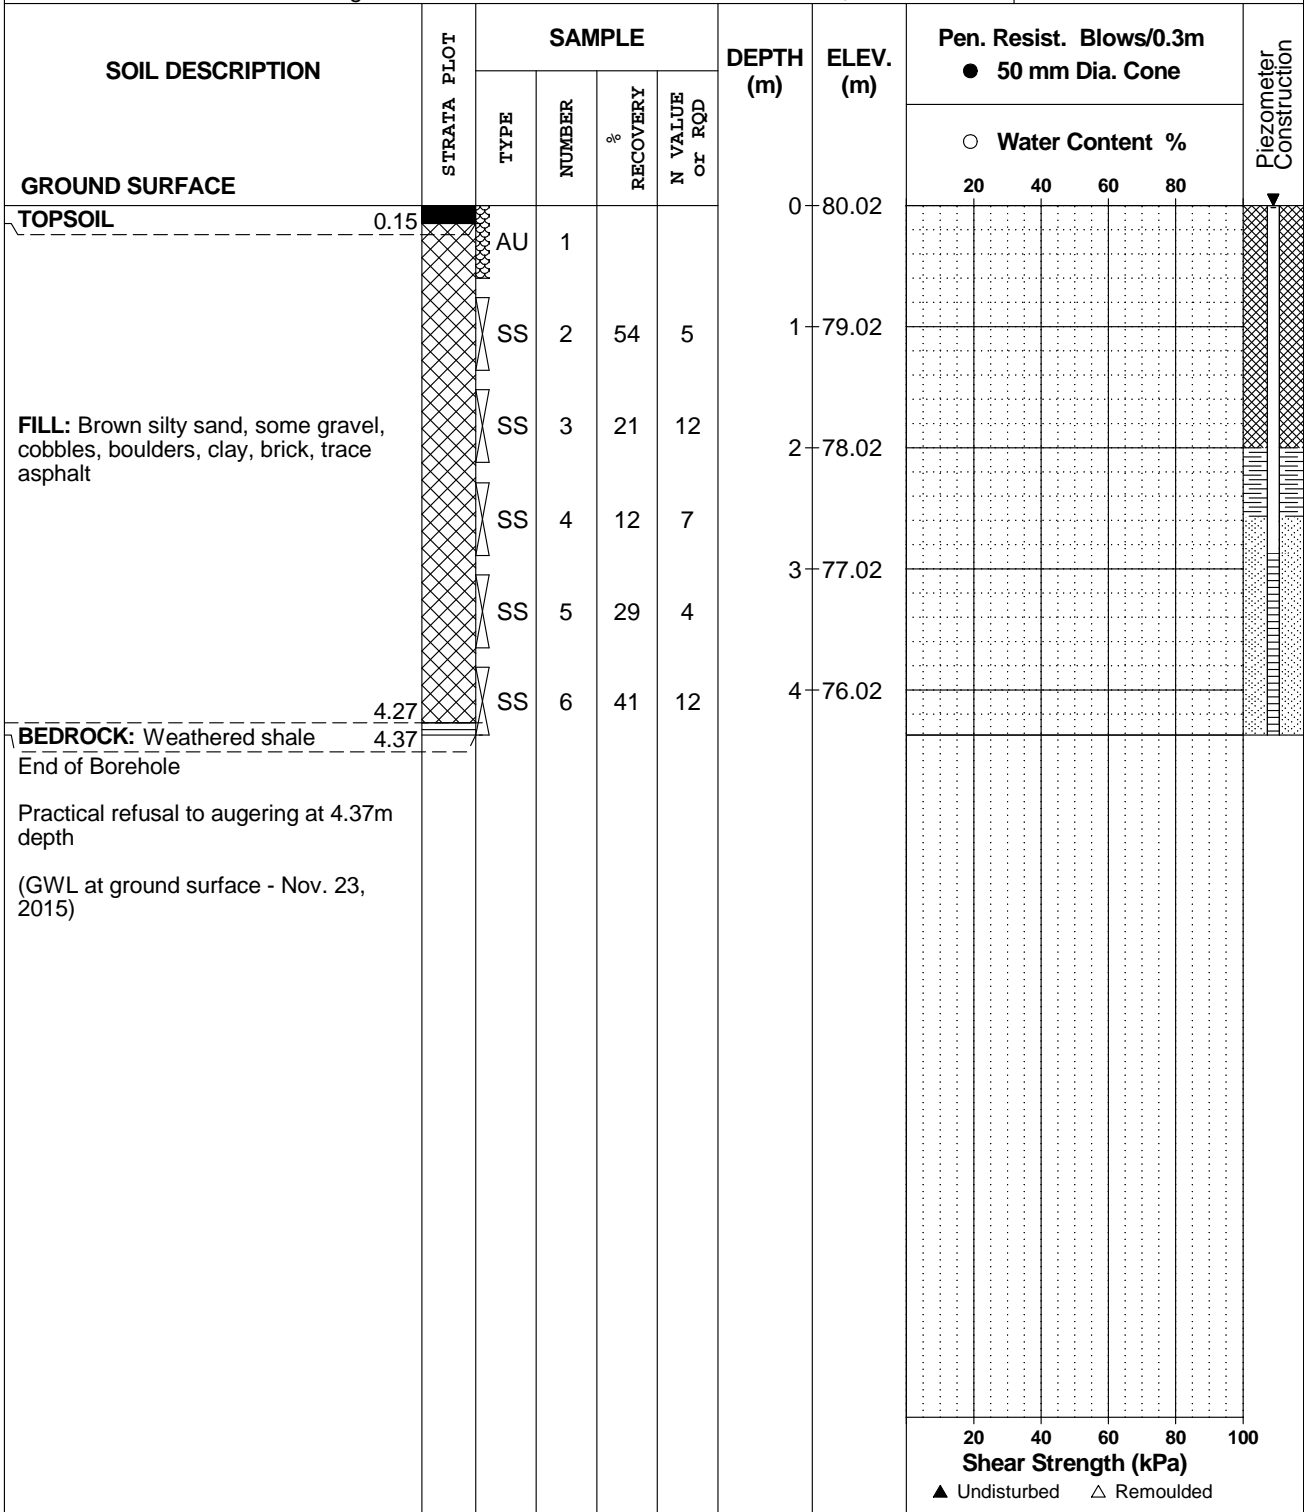 SOIL DESCRIPTION
GROUND SURFACE
STRATA PLOT
SAMPLE
TYPE
NUMBER
%
RECOVERY
N VALUE
or RQD
DEPTH
(m)
ELEV.
(m)
Pen. Resist. Blows/0.3m
● 50 mm Dia. Cone
○ Water Content %
20 40 60 80
Piezometer
Construction
TOPSOIL 0.15
0 80.02
AU 1
SS 2 54 5
1 79.02
FILL: Brown silty sand, some gravel,
cobbles, boulders, clay, brick, trace
asphalt
SS 3 21 12
2 78.02
SS 4 12 7
3 77.02
SS 5 29 4
SS 6 41 12
4 76.02
4.27
BEDROCK: Weathered shale 4.37
End of Borehole
Practical refusal to augering at 4.37m
depth
(GWL at ground surface - Nov. 23,
2015)
20 40 60 80 100
Shear Strength (kPa)
▲ Undisturbed △ Remoulded